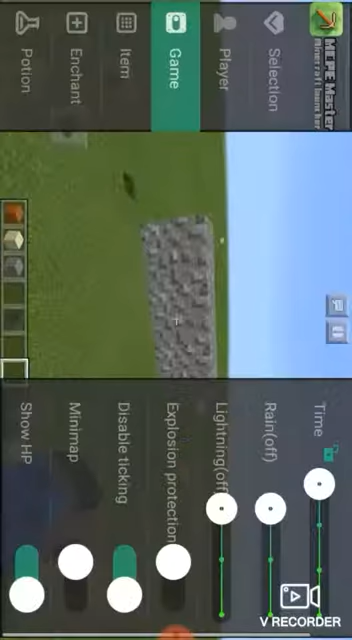 MCPE Master
minecraft launcher
Selection
Player
Game
Item
Enchant
Potion
Time
Rain(off)
Lightning(off
Explosion protection
Disable ticking
Minimap
Show HP
V RECORDER